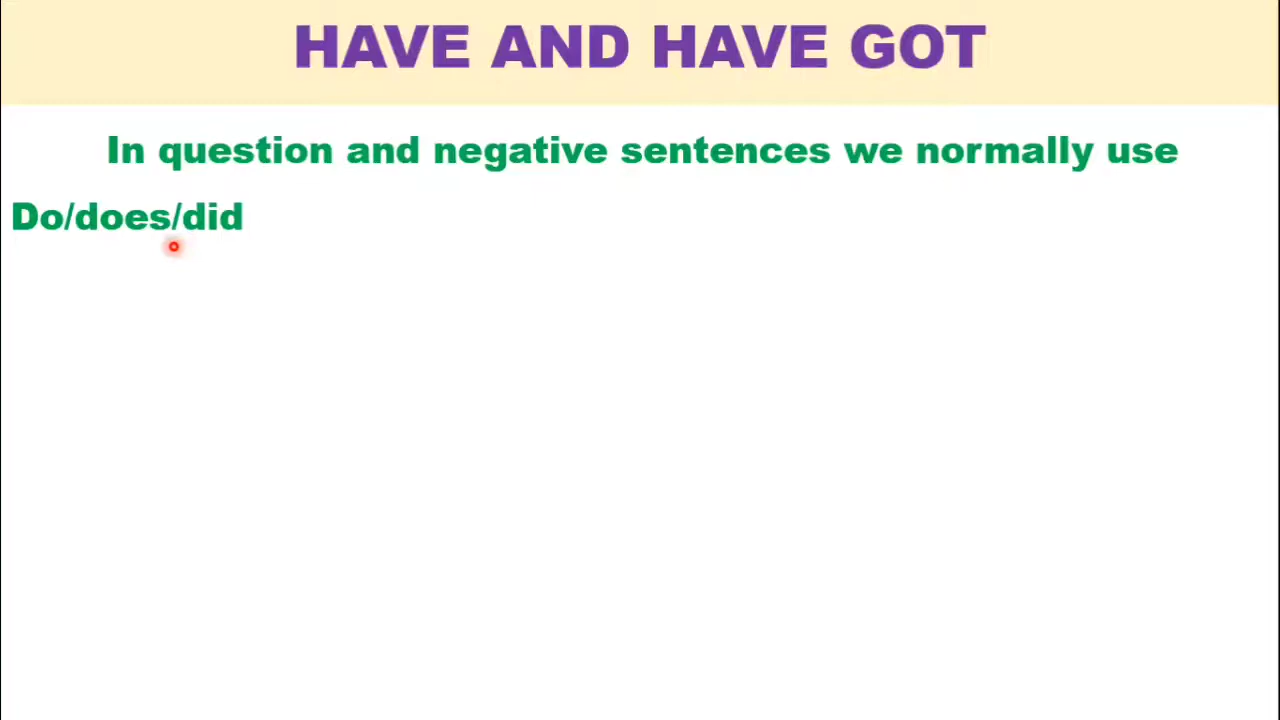 HAVE AND HAVE GOT
In question and negative sentences we normally use
Do/does/did